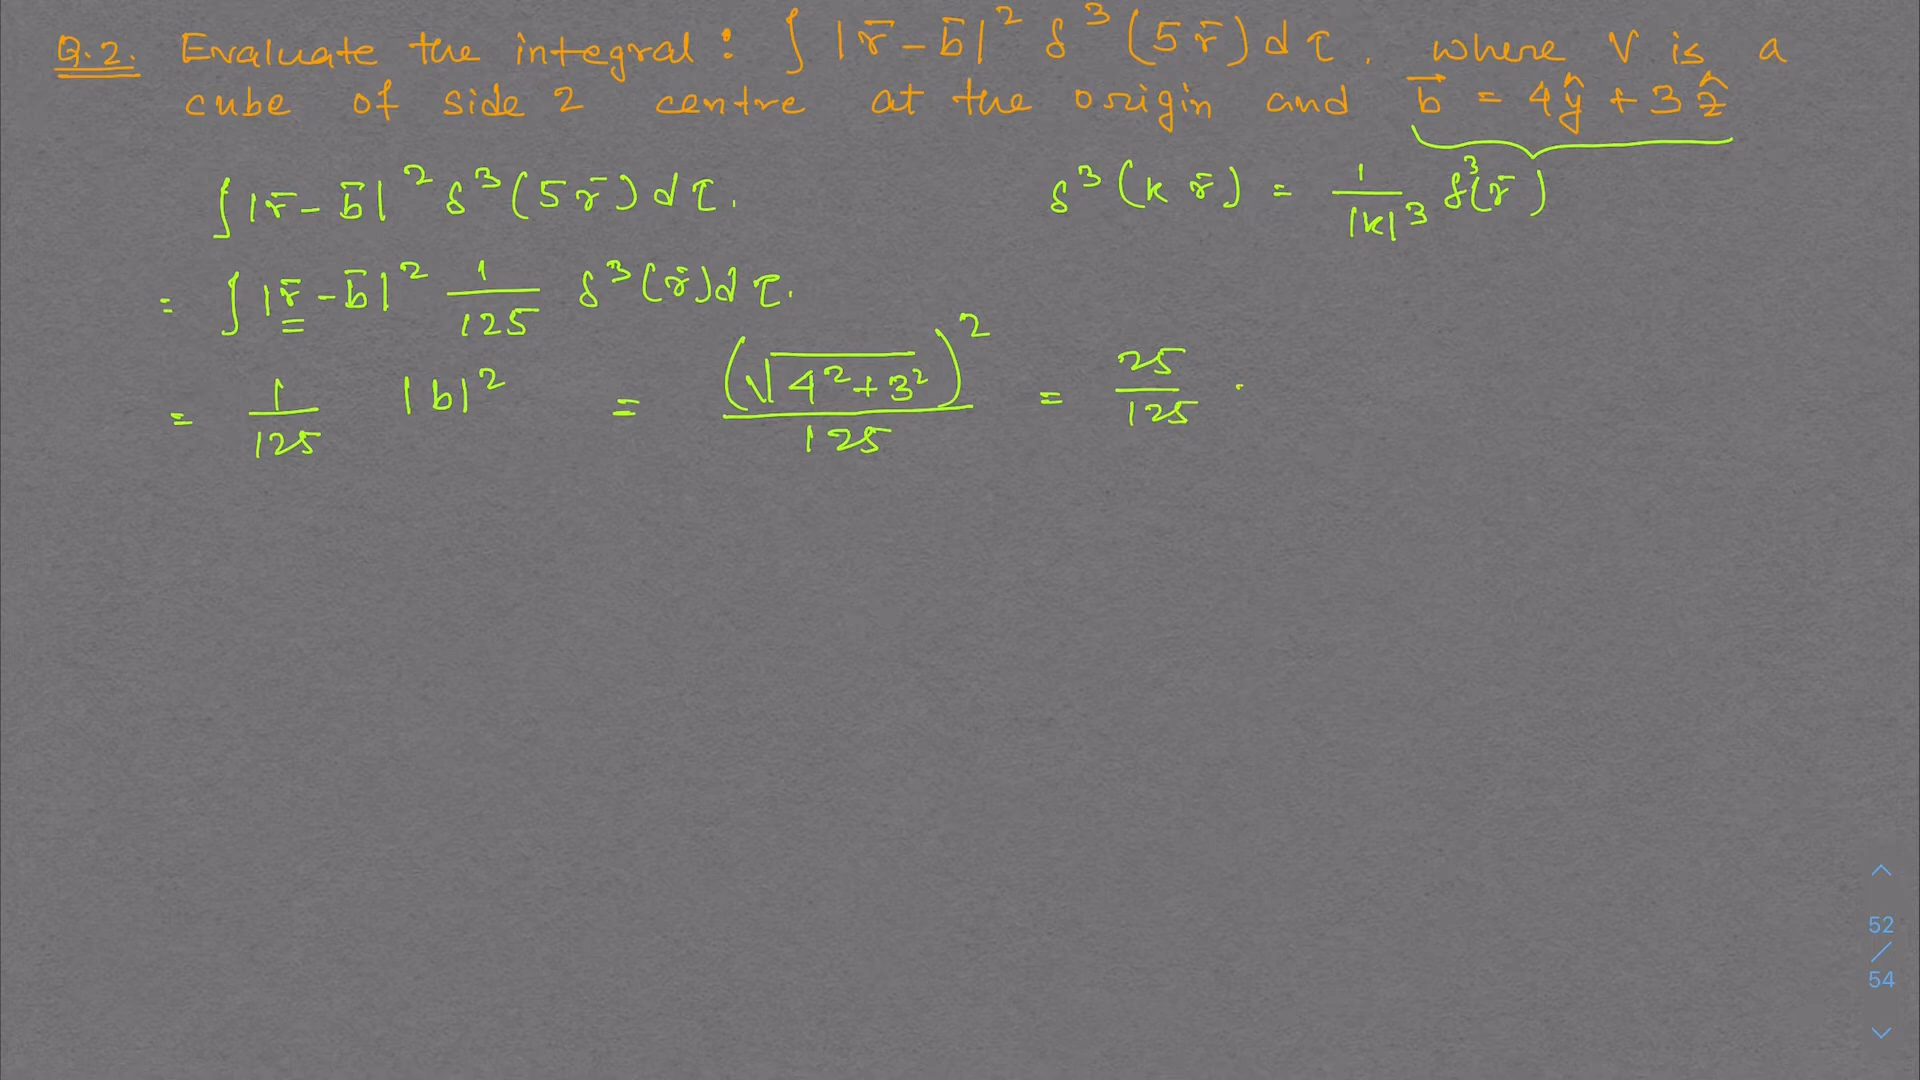 Q.2. Evaluate the integral : ∫ |r̄ - b̄|² δ³(5r̄) dτ. where V is a
cube of side 2 centre at the origin and b⃗ = 4ŷ + 3ẑ
∫ |r̄ - b̄|² δ³(5r̄) dτ. δ³(k r̄) = 1/|k|³ δ³(r̄)
= ∫ |r̄ - b̄|² 1/125 δ³(r̄) dτ.
= 1/125 |b|² = (√(4²+3²))²/125 = 25/125 .
52
/
54